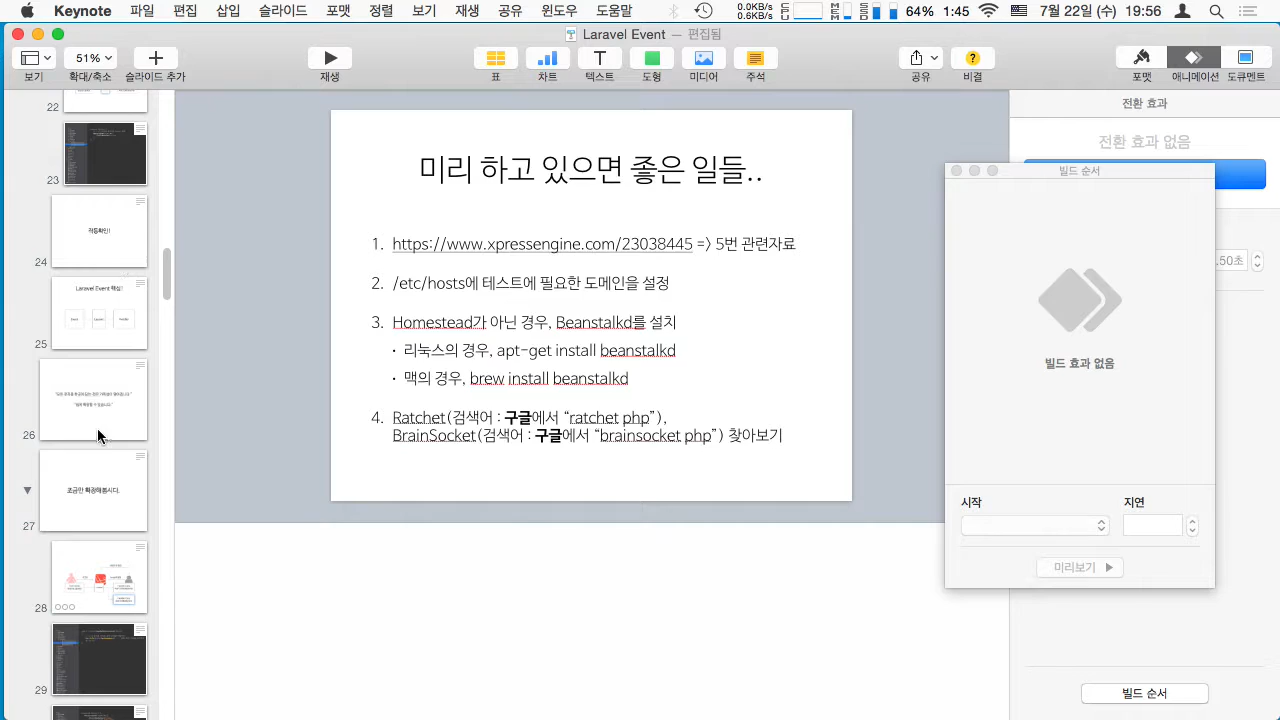 Keynote 파일 편집 삽입 슬라이드 포맷 정렬 보기 재생 공유 윈도우 도움말
0.0KB/s
0.6KB/s
64% 1:45 7월 22일 (수) 19:56
Laravel Event — 편집됨
51%
보기 확대/축소 슬라이드 추가 재생 표 차트 텍스트 도형 미디어 주석 공유 비결 포맷 애니메이션 도큐멘트
22
23
작동확인!
24
Laravel Event 핵심!
25
26
조금만 확장해봅시다.
27
28
29
미리 하고 있으면 좋은 일들..
1. https://www.xpressengine.com/23038445 => 5번 관련자료
2. /etc/hosts에 테스트에 필요한 도메인을 설정
3. Homestead가 아닌 경우, Beanstalkd를 설치
• 리눅스의 경우, apt-get install beanstalkd
• 맥의 경우, brew install beanstalkd
4. Ratchet(검색어 : 구글에서 “ratchet php”),
BrainSocket(검색어 : 구글에서 “brainsocket php”) 찾아보기
전환 효과
전환 효과 없음
빌드 순서
.50초
빌드 효과 없음
시작 지연
미리보기
빌드 순서